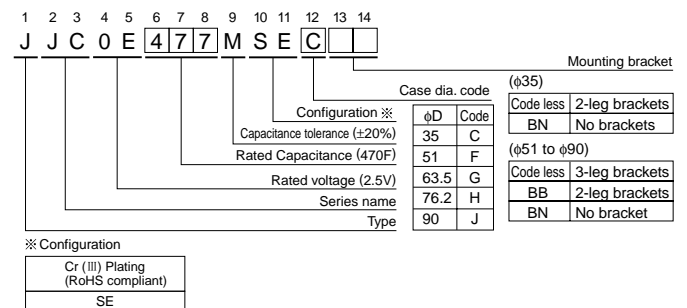 1 2 3 4 5 6 7 8 9 10 11 12 13 14
J J C 0 E 4 7 7 M S E C
Mounting bracket
Case dia. code
Configuration ※
Capacitance tolerance (±20%)
Rated Capacitance (470F)
Rated voltage (2.5V)
Series name
Type
ϕD Code
35 C
51 F
63.5 G
76.2 H
90 J
(ϕ35)
Code less 2-leg brackets
BN No brackets
(ϕ51 to ϕ90)
Code less 3-leg brackets
BB 2-leg brackets
BN No bracket
※Configuration
Cr (Ⅲ) Plating
(RoHS compliant)
SE